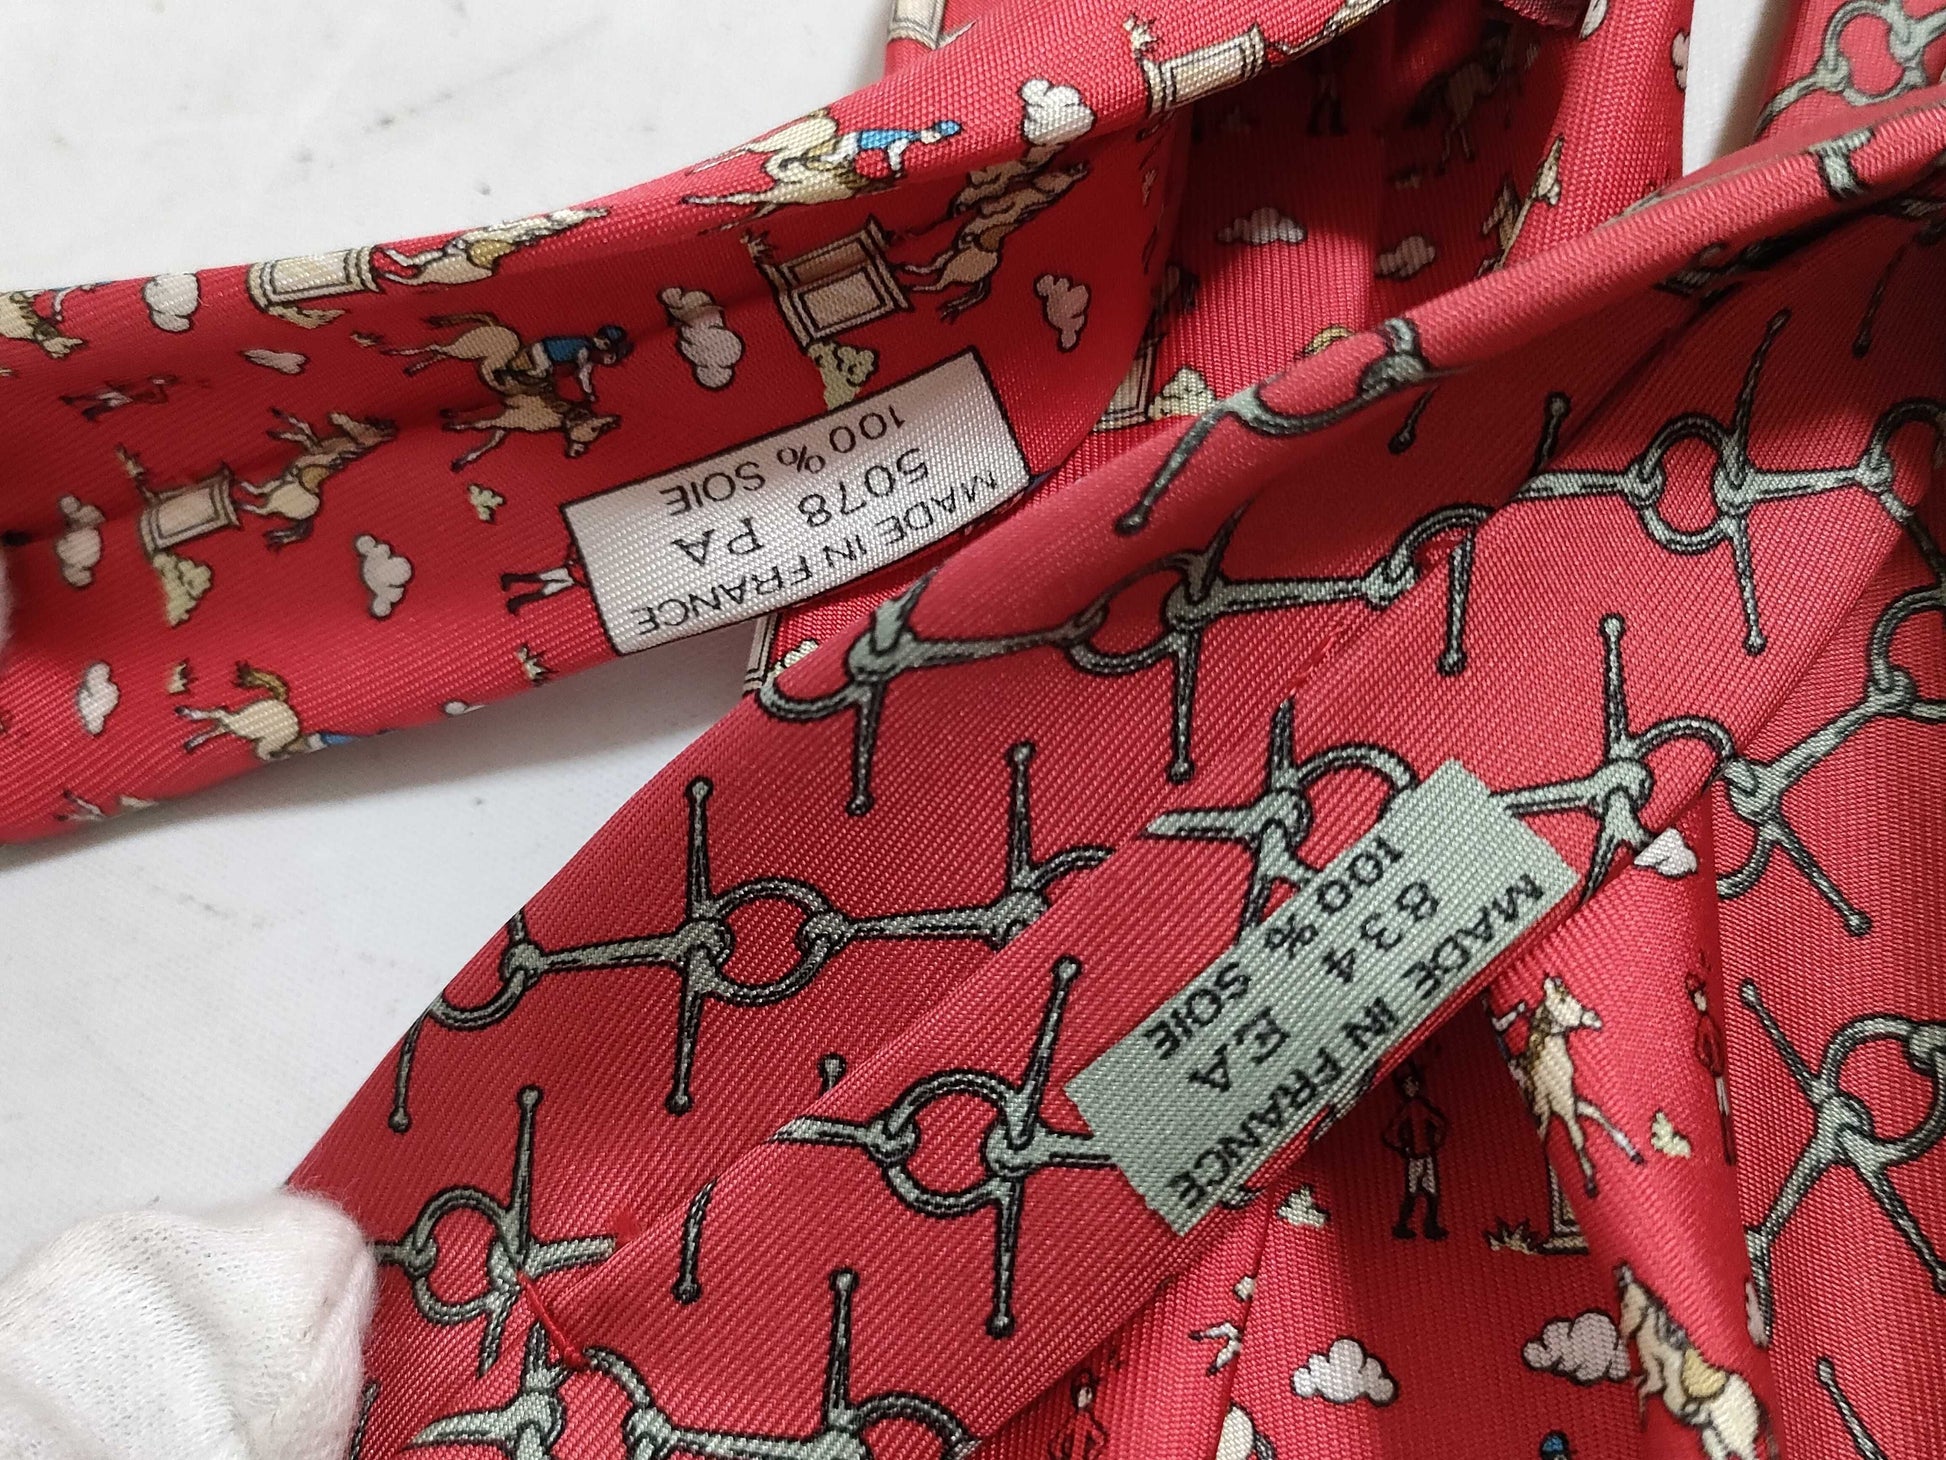 MADE IN FRANCE
5078 PA
100 % SOIE
MADE IN FRANCE
834 EA
100% SOIE